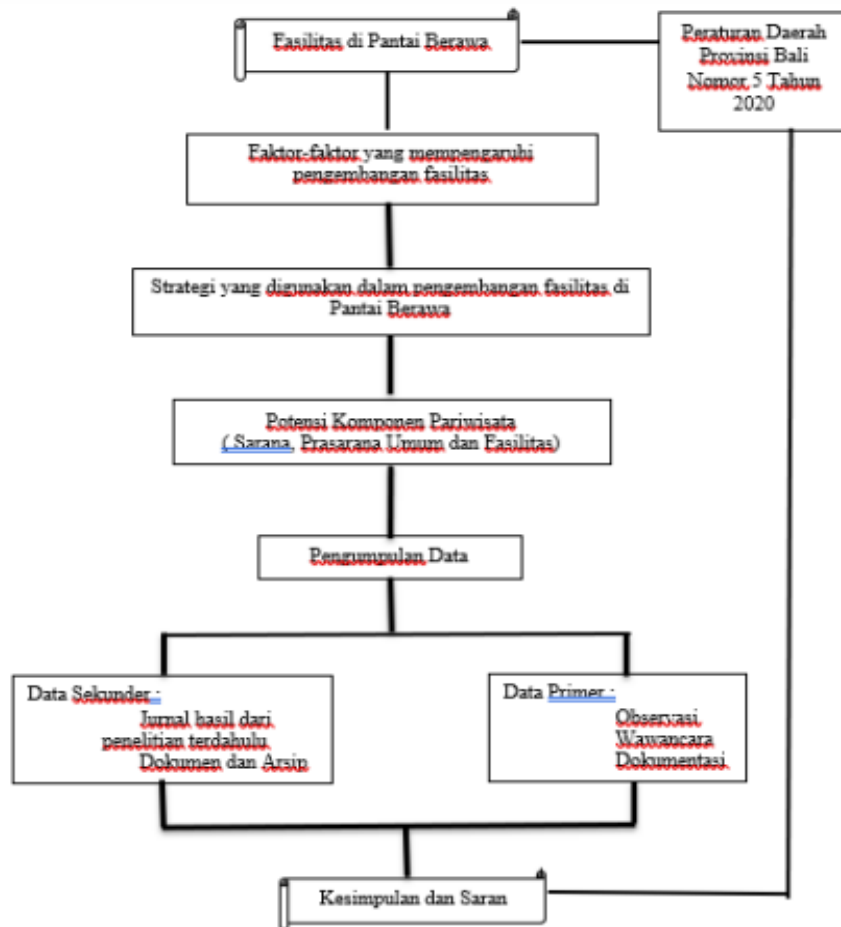 Fasilitas di Pantai Berawa
Peraturan Daerah
Provinsi Bali
Nomor 5 Tahun
2020
Faktor-faktor yang mempengaruhi
pengembangan fasilitas
Strategi yang digunakan dalam pengembangan fasilitas di
Pantai Berawa
Potensi Komponen Pariwisata
( Sarana, Prasarana Umum dan Fasilitas)
Pengumpulan Data
Data Sekunder :
Jurnal hasil dari
penelitian terdahulu
Dokumen dan Arsip
Data Primer :
Observasi
Wawancara
Dokumentasi
Kesimpulan dan Saran